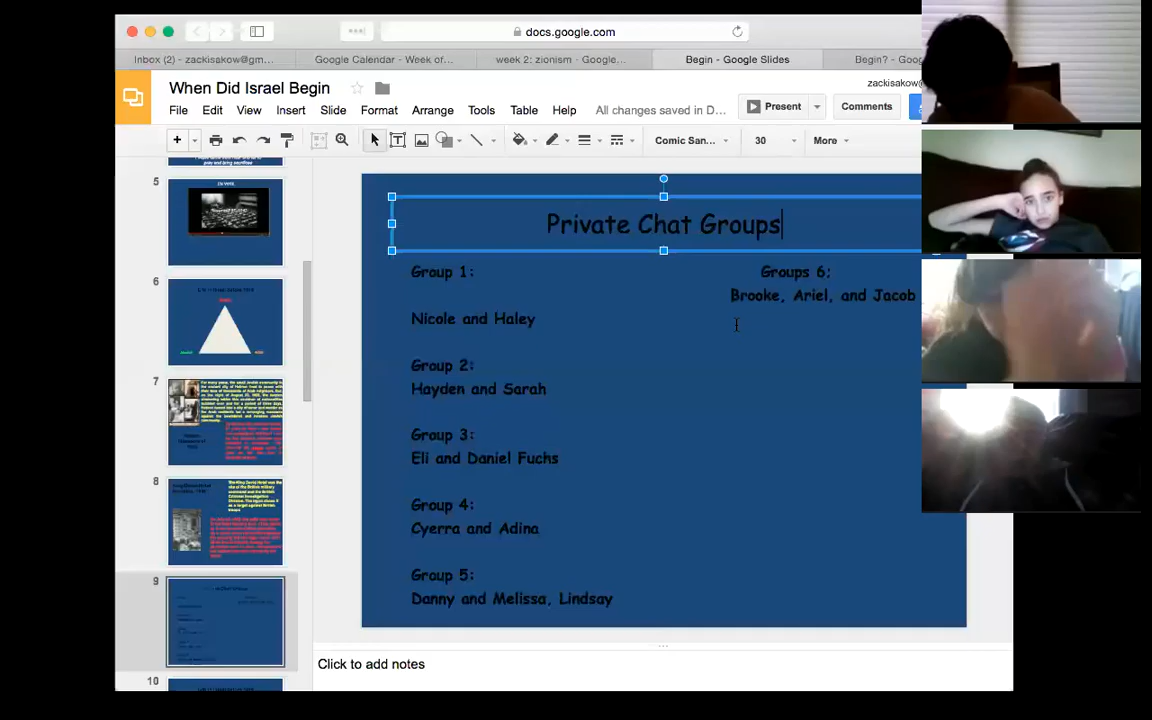 docs.google.com
Inbox (2) - zackisakow@gm...
Google Calendar - Week of...
week 2: zionism - Google...
Begin - Google Slides
Begin? - Goog
When Did Israel Begin
zackisakow@
File Edit View Insert Slide Format Arrange Tools Table Help All changes saved in D...
Present
Comments
Comic San...
30
More
5
6
7
8
9
10
Private Chat Groups
Group 1:
Nicole and Haley
Group 2:
Hayden and Sarah
Group 3:
Eli and Daniel Fuchs
Group 4:
Cyerra and Adina
Group 5:
Danny and Melissa, Lindsay
Groups 6;
Brooke, Ariel, and Jacob
Click to add notes